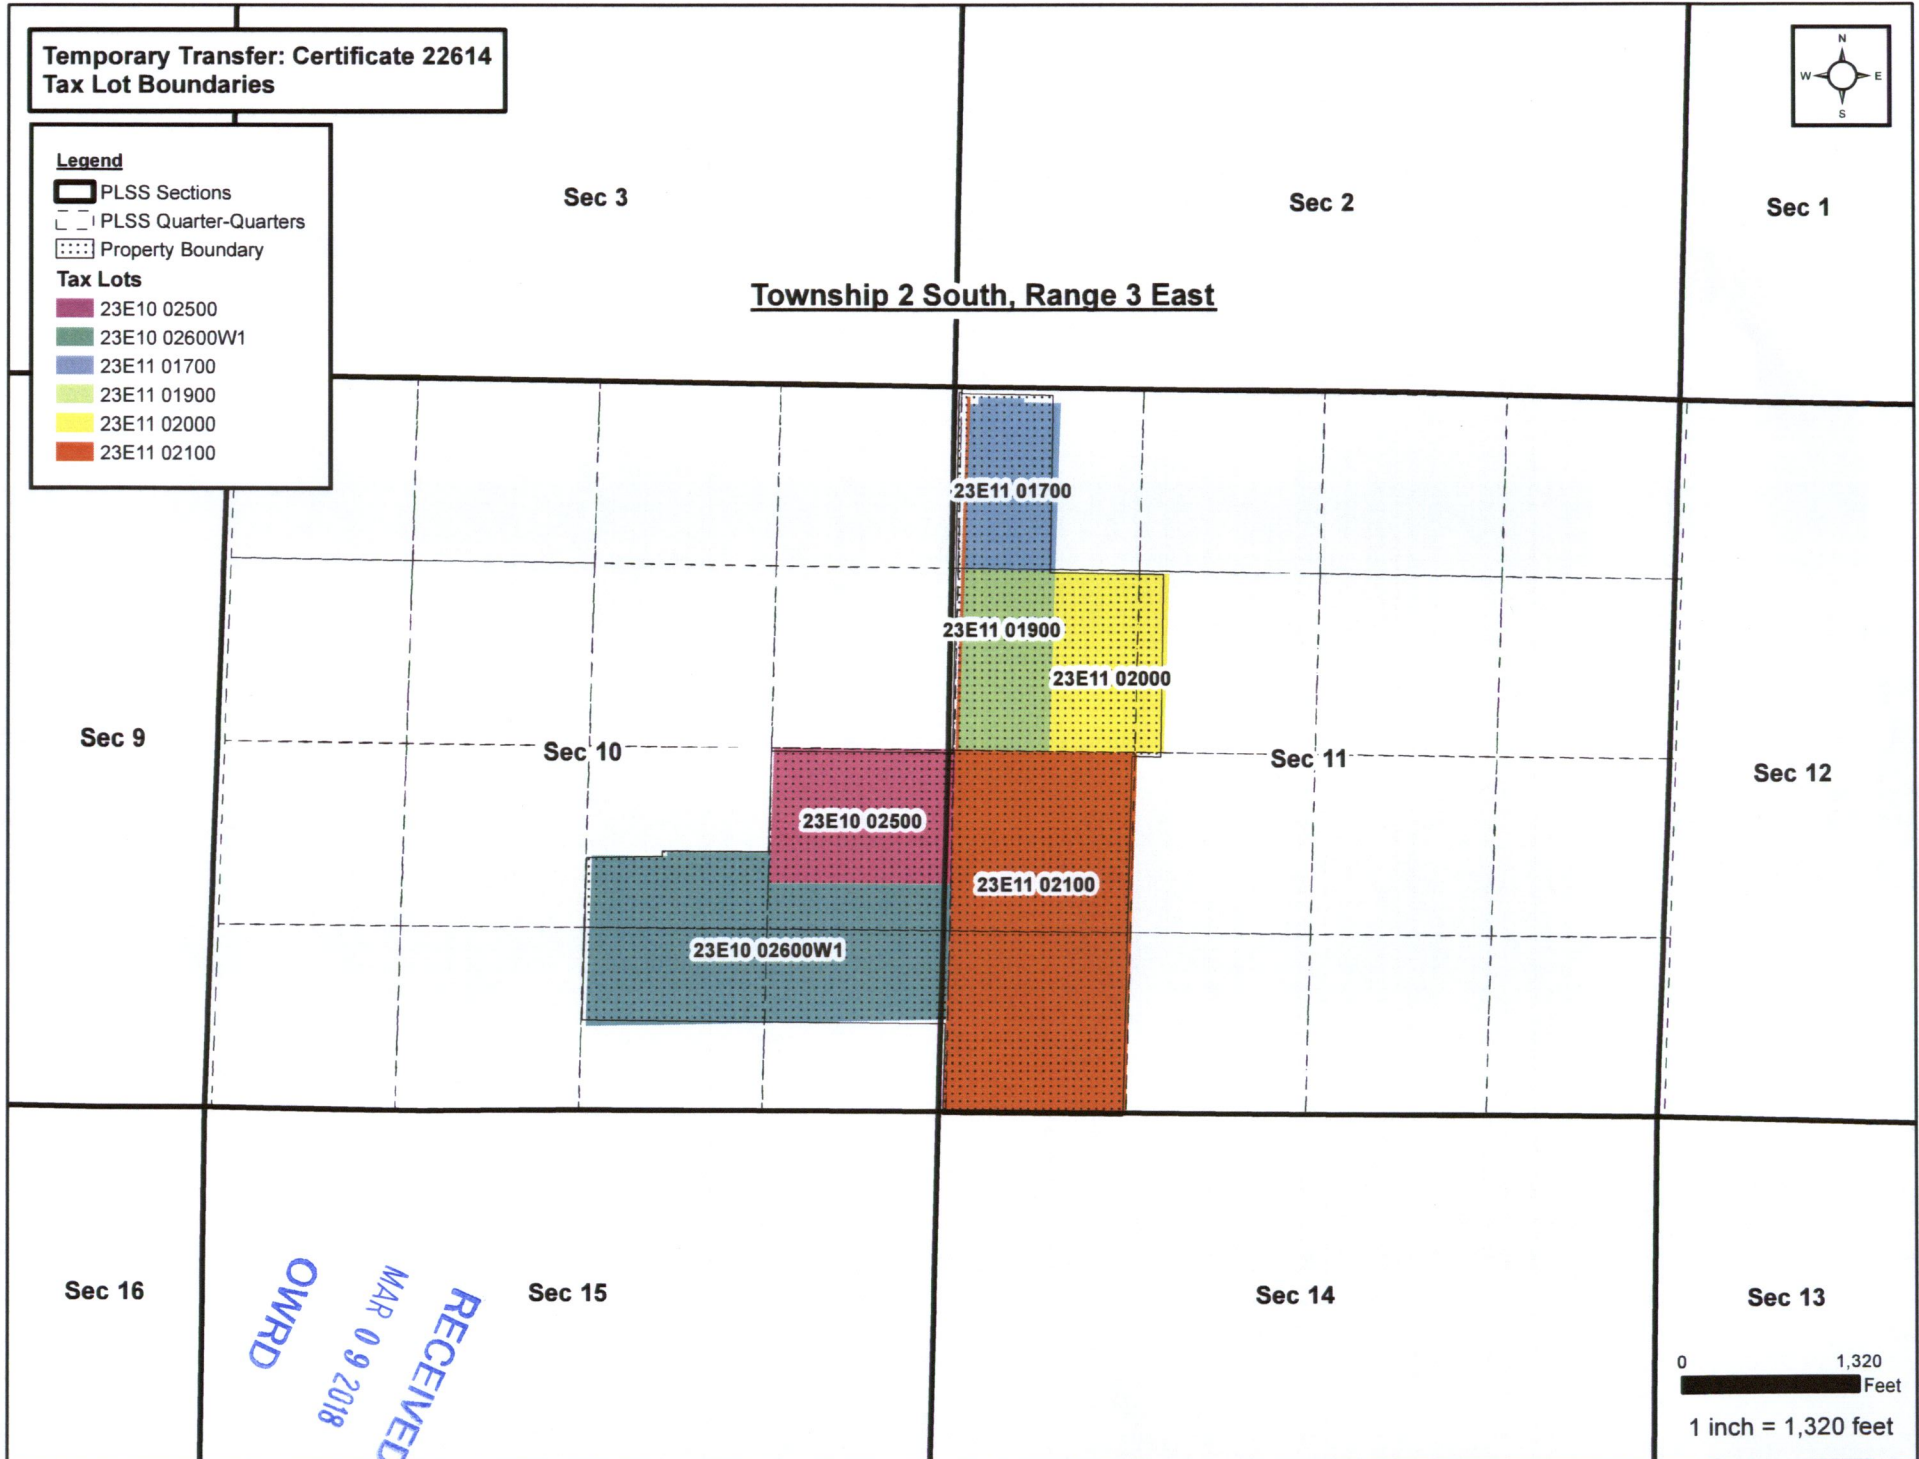 Temporary Transfer: Certificate 22614
Tax Lot Boundaries
N
W E
S
Legend
PLSS Sections
PLSS Quarter-Quarters
Property Boundary
Tax Lots
23E10 02500
23E10 02600W1
23E11 01700
23E11 01900
23E11 02000
23E11 02100
Sec 3
Sec 2
Sec 1
Township 2 South, Range 3 East
23E11 01700
23E11 01900
23E11 02000
Sec 9
Sec 10
Sec 11
Sec 12
23E10 02500
23E11 02100
23E10 02600W1
Sec 16
Sec 15
Sec 14
Sec 13
RECEIVED
MAR 09 2018
OWRD
0 1,320
Feet
1 inch = 1,320 feet